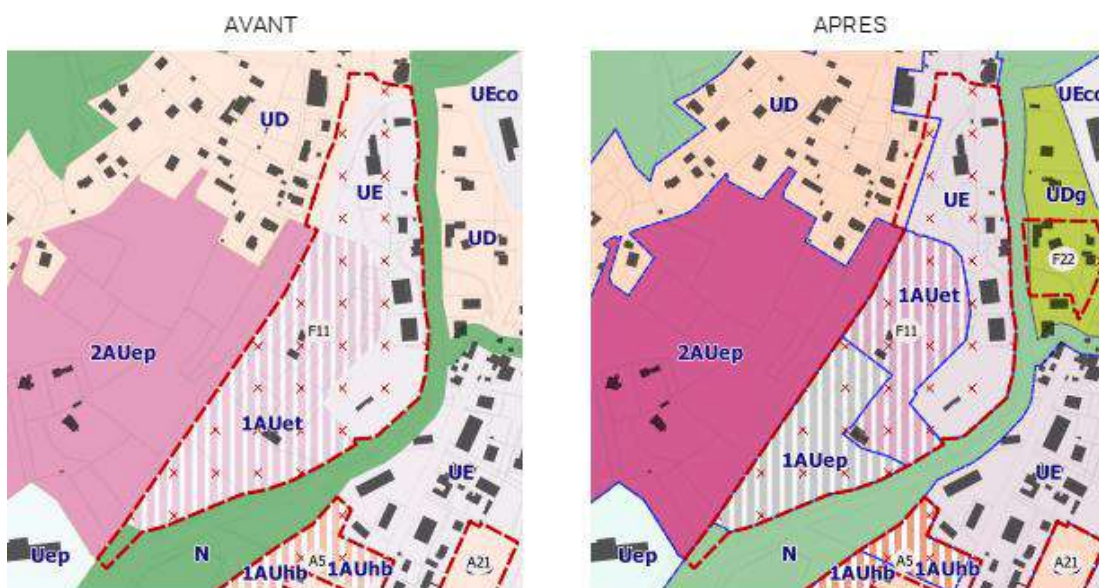 AVANT
UEco
UD
UE
UD
F11
2AUep
1AUet
UE
Uep
N
A5
1AUhb
1AUhb
A21
APRES
UEco
UD
UE
UDg
F22
1AUet
F11
2AUep
1AUep
UE
Uep
N
A5
1AUhb
1AUhb
A21